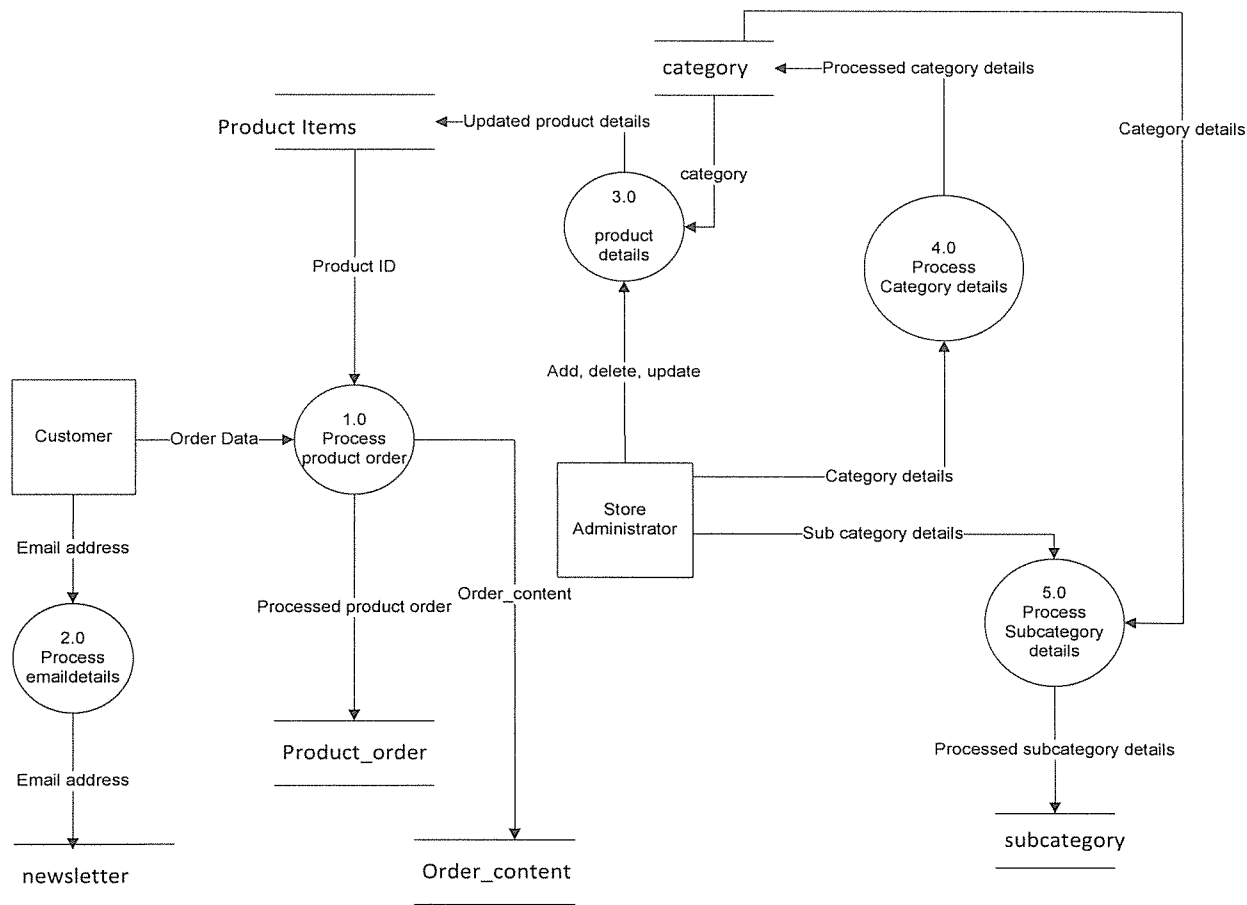 category
Processed category details
Product Items
Updated product details
Category details
category
3.0
product
details
4.0
Process
Category details
Product ID
Add, delete, update
Customer
Order Data
1.0
Process
product order
Category details
Store
Administrator
Sub category details
Email address
Processed product order
Order_content
5.0
Process
Subcategory
details
2.0
Process
emaildetails
Product_order
Processed subcategory details
Email address
subcategory
newsletter
Order_content